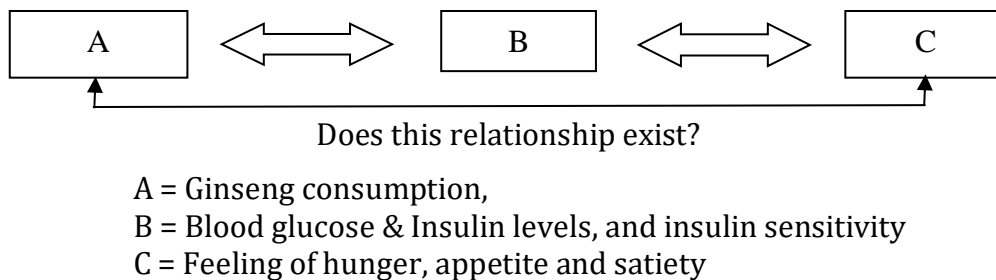 A B C
Does this relationship exist?
A = Ginseng consumption,
B = Blood glucose & Insulin levels, and insulin sensitivity
C = Feeling of hunger, appetite and satiety